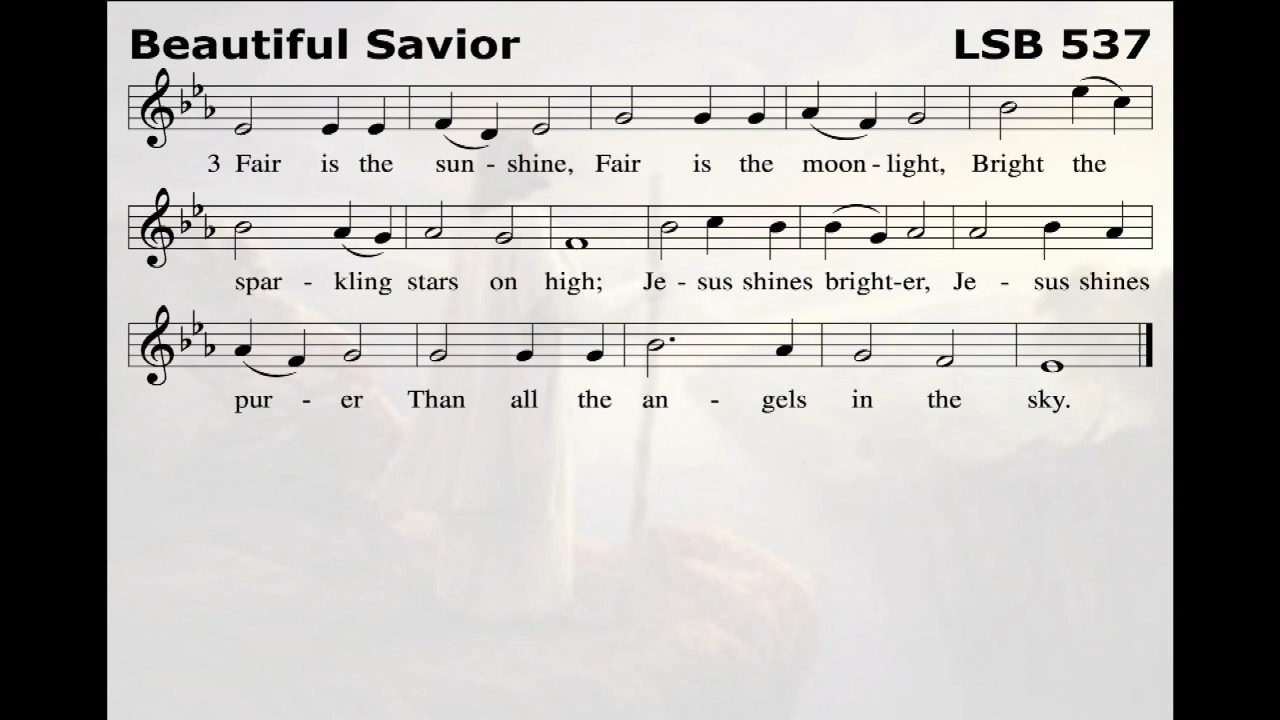 Beautiful Savior LSB 537
3 Fair is the sun - shine, Fair is the moon - light, Bright the
spar - kling stars on high; Je - sus shines bright-er, Je - sus shines
pur - er Than all the an - gels in the sky.